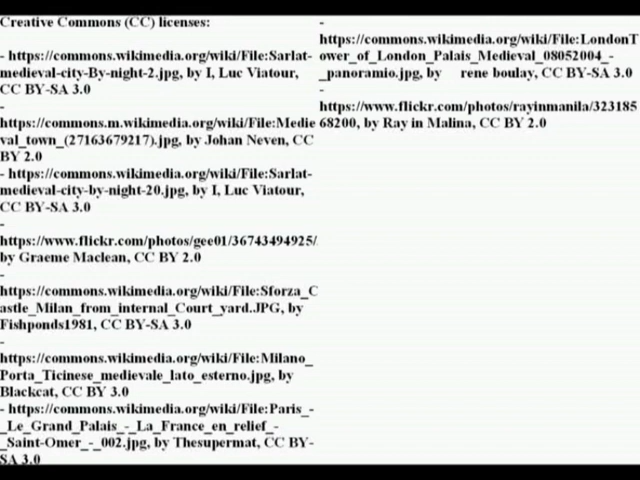 Creative Commons (CC) licenses:
- https://commons.wikimedia.org/wiki/File:Sarlat-
medieval-city-By-night-2.jpg, by I, Luc Viatour,
CC BY-SA 3.0
-
https://commons.m.wikimedia.org/wiki/File:Medie
val_town_(27163679217).jpg, by Johan Neven, CC
BY 2.0
- https://commons.wikimedia.org/wiki/File:Sarlat-
medieval-city-by-night-20.jpg, by I, Luc Viatour,
CC BY-SA 3.0
-
https://www.flickr.com/photos/gee01/36743494925/
by Graeme Maclean, CC BY 2.0
-
https://commons.wikimedia.org/wiki/File:Sforza_C
astle_Milan_from_internal_Court_yard.JPG, by
Fishponds1981, CC BY-SA 3.0
-
https://commons.wikimedia.org/wiki/File:Milano_
Porta_Ticinese_medievale_lato_esterno.jpg, by
Blackcat, CC BY 3.0
- https://commons.wikimedia.org/wiki/File:Paris_-
_Le_Grand_Palais_-_La_France_en_relief_-
_Saint-Omer_-_002.jpg, by Thesupermat, CC BY-
SA 3.0
-
https://commons.wikimedia.org/wiki/File:LondonT
ower_of_London_Palais_Medieval_08052004_-
_panoramio.jpg, by rene boulay, CC BY-SA 3.0
-
https://www.flickr.com/photos/rayinmanila/323185
68200, by Ray in Malina, CC BY 2.0